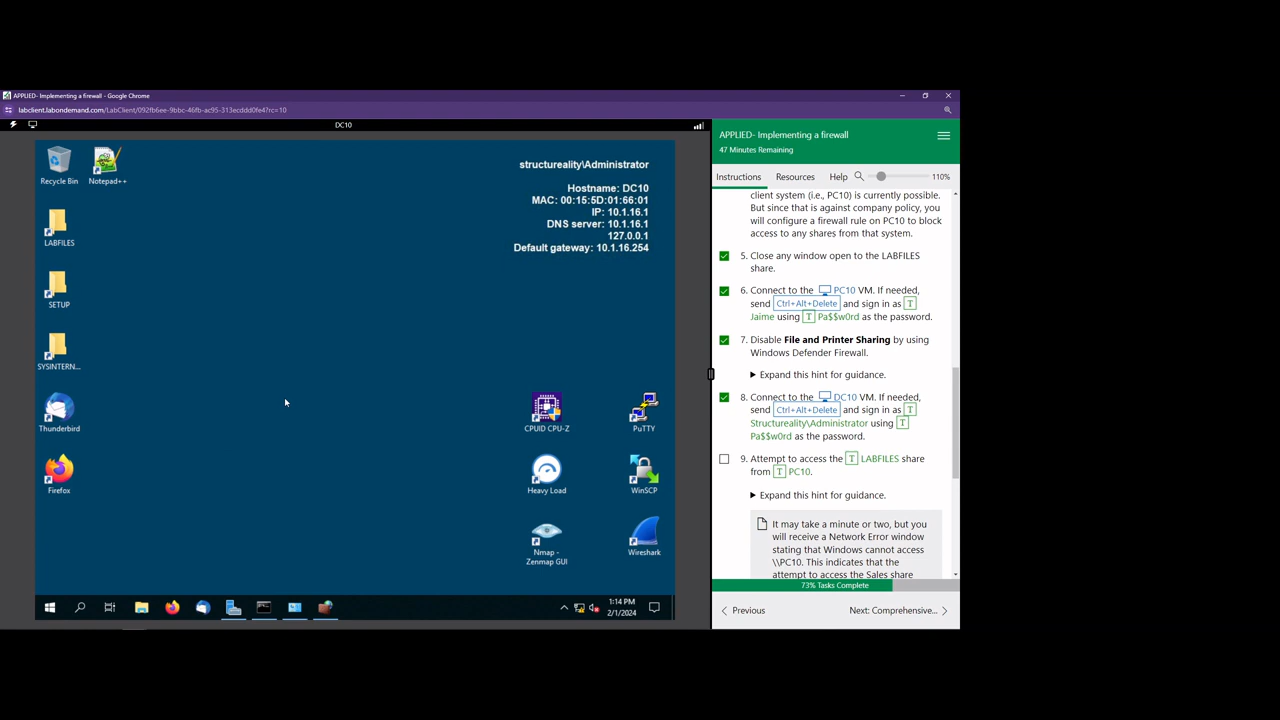 APPLIED- Implementing a firewall - Google Chrome
labclient.labondemand.com/LabClient/092fb6ee-9bbc-46fb-ac95-313ecddd0fe4?rc=10
DC10
Recycle Bin
Notepad++
LABFILES
SETUP
SYSINTERN...
Thunderbird
Firefox
structureality\Administrator
Hostname: DC10
MAC: 00:15:5D:01:66:01
IP: 10.1.16.1
DNS server: 10.1.16.1
127.0.0.1
Default gateway: 10.1.16.254
CPUID CPU-Z
PuTTY
Heavy Load
WinSCP
Nmap -
Zenmap GUI
Wireshark
1:14 PM
2/1/2024
APPLIED- Implementing a firewall
47 Minutes Remaining
Instructions Resources Help 110%
client system (i.e., PC10) is currently possible.
But since that is against company policy, you
will configure a firewall rule on PC10 to block
access to any shares from that system.
5. Close any window open to the LABFILES
share.
6. Connect to the PC10 VM. If needed,
send Ctrl+Alt+Delete and sign in as T
Jaime using T Pa$$w0rd as the password.
7. Disable File and Printer Sharing by using
Windows Defender Firewall.
Expand this hint for guidance.
8. Connect to the DC10 VM. If needed,
send Ctrl+Alt+Delete and sign in as T
Structureality\Administrator using T
Pa$$w0rd as the password.
9. Attempt to access the T LABFILES share
from T PC10.
Expand this hint for guidance.
It may take a minute or two, but you
will receive a Network Error window
stating that Windows cannot access
\\PC10. This indicates that the
attempt to access the Sales share
73% Tasks Complete
Previous
Next: Comprehensive...